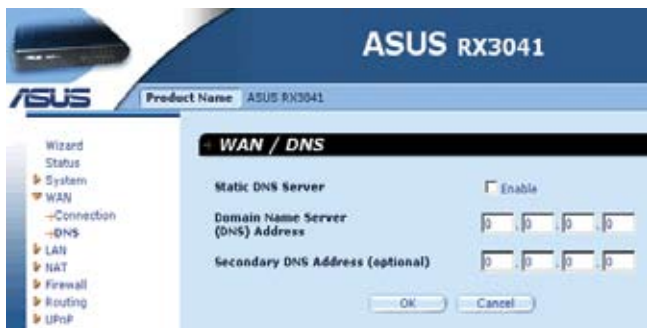 ASUS RX3041
ASUS
Product Name ASUS RX3041
Wizard
Status
System
WAN
Connection
DNS
LAN
NAT
Firewall
Routing
UPnP
WAN / DNS
Static DNS Server Enable
Domain Name Server
(DNS) Address 0 . 0 . 0 . 0
Secondary DNS Address (optional) 0 . 0 . 0 . 0
OK Cancel